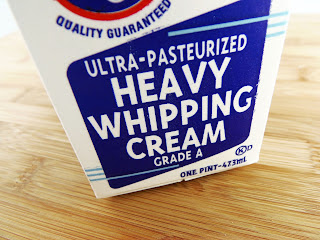 QUALITY GUARANTEED
ULTRA-PASTEURIZED
HEAVY
WHIPPING
CREAM
GRADE A
K D
ONE PINT-473mL